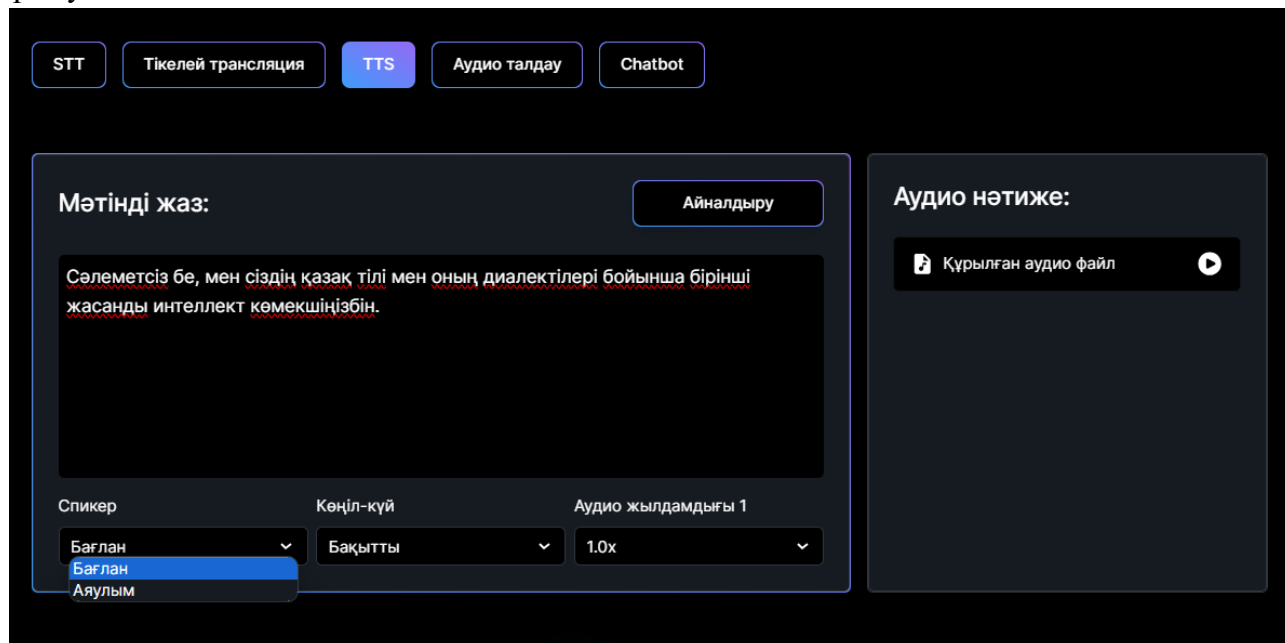 STT
Тікелей трансляция
TTS
Аудио талдау
Chatbot
Мәтінді жаз:
Айналдыру
Сәлеметсіз бе, мен сіздің қазақ тілі мен оның диалектілері бойынша бірінші
жасанды интеллект көмекшіңізбін.
Спикер
Көңіл-күй
Аудио жылдамдығы 1
Бағлан
Бақытты
1.0x
Бағлан
Аяулым
Аудио нәтиже:
Құрылған аудио файл